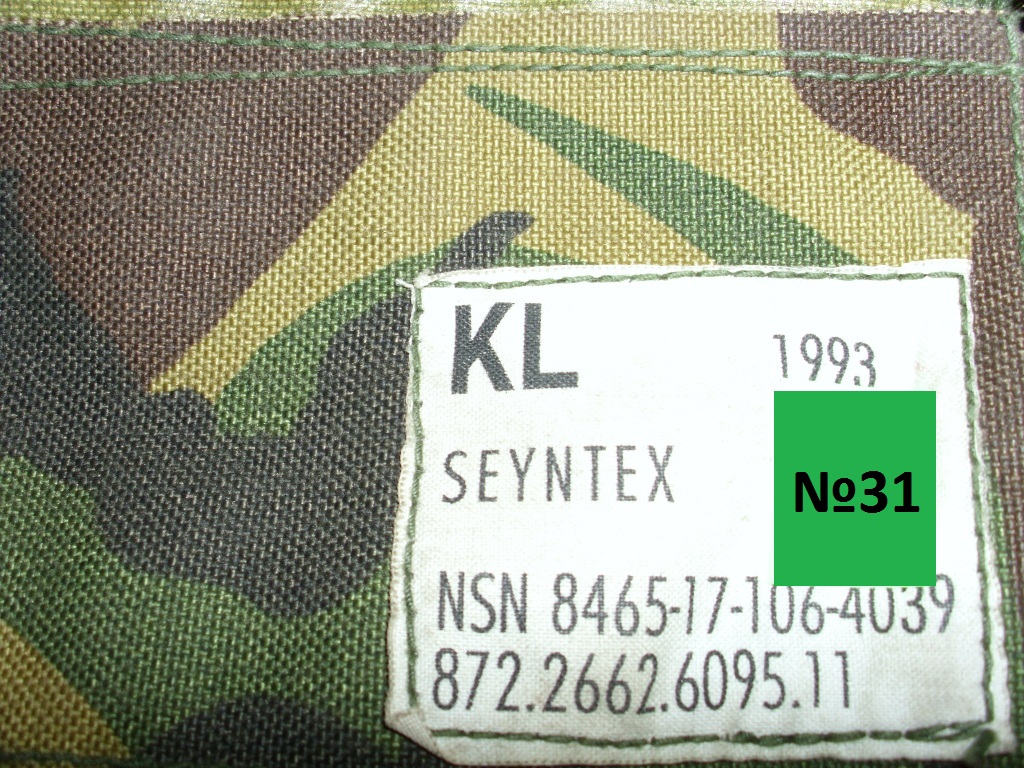 KL
1993
SEYNTEX
№31
NSN 8465-17-106-4039
872.2662.6095.11